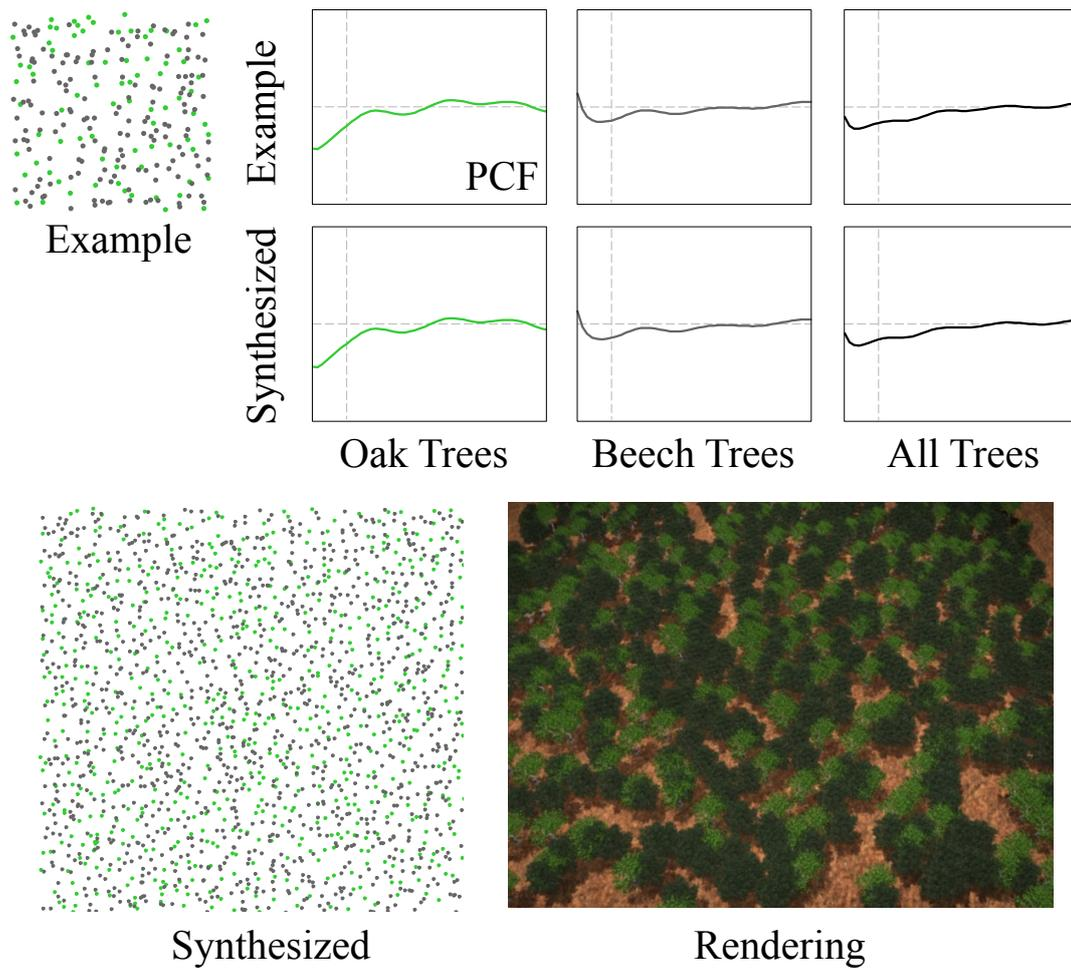 Example
PCF
Example
Synthesized
Oak Trees
Beech Trees
All Trees
Synthesized
Rendering